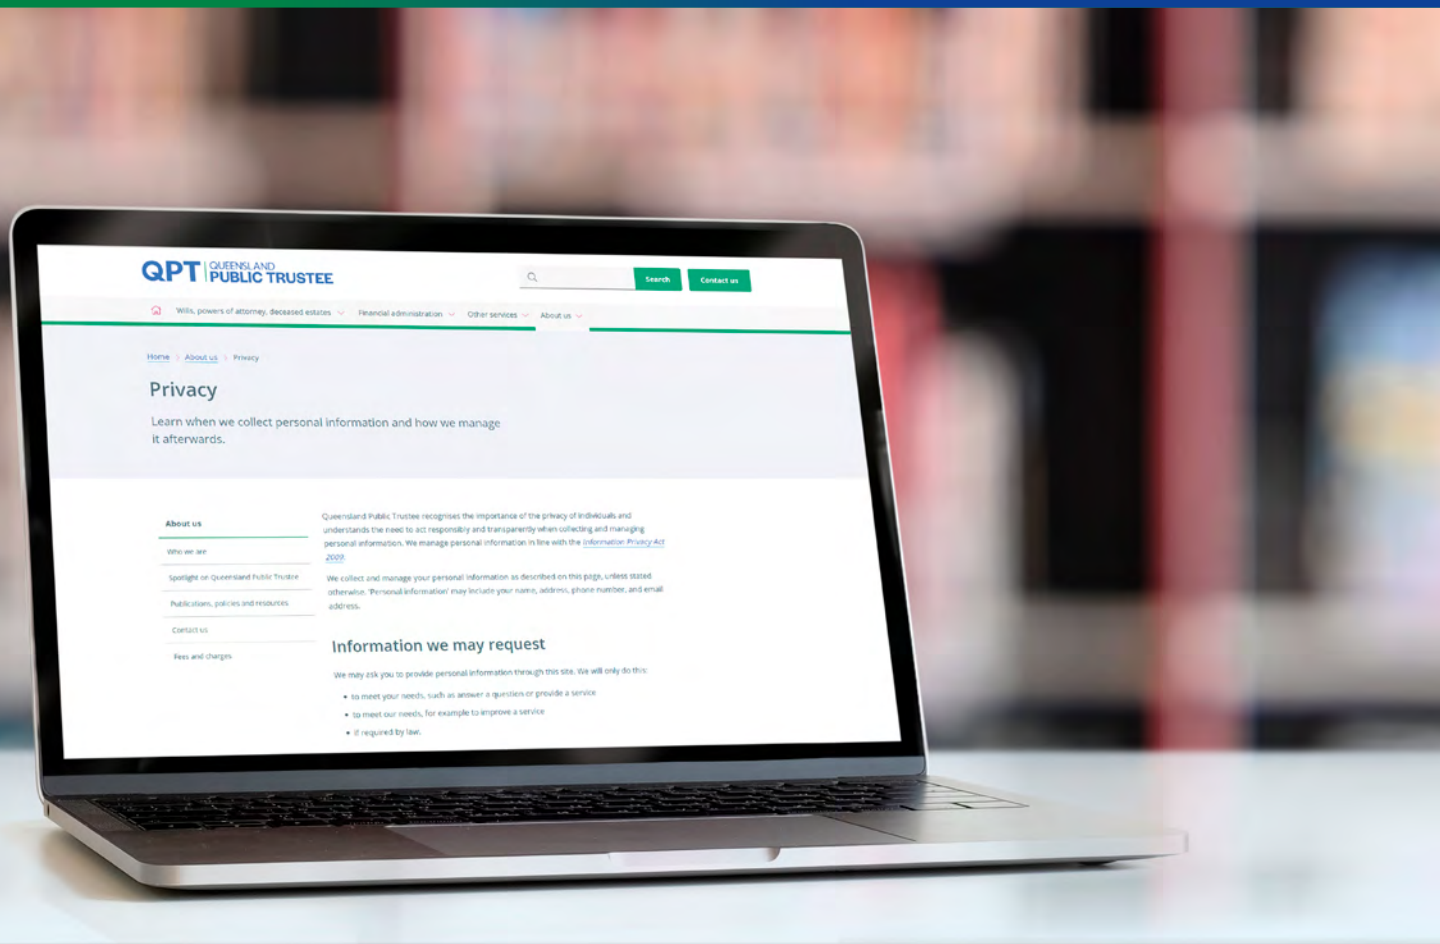 QPT QUEENSLAND
PUBLIC TRUSTEE
Search
Contact us
Wills, powers of attorney, deceased estates
Financial administration
Other services
About us
Home
About us
Privacy
Privacy
Learn when we collect personal information and how we manage
it afterwards.
About us
Who we are
Spotlight on Queensland Public Trustee
Publications, policies and resources
Contact us
Fees and charges
Queensland Public Trustee recognises the importance of the privacy of individuals and
understands the need to act responsibly and transparently when collecting and managing
personal information. We manage personal information in line with the Information Privacy Act
2009.
We collect and manage your personal information as described on this page, unless stated
otherwise. 'Personal information' may include your name, address, phone number, and email
address.
Information we may request
We may ask you to provide personal information through this site. We will only do this:
• to meet your needs, such as answer a question or provide a service
• to meet our needs, for example to improve a service
• if required by law.